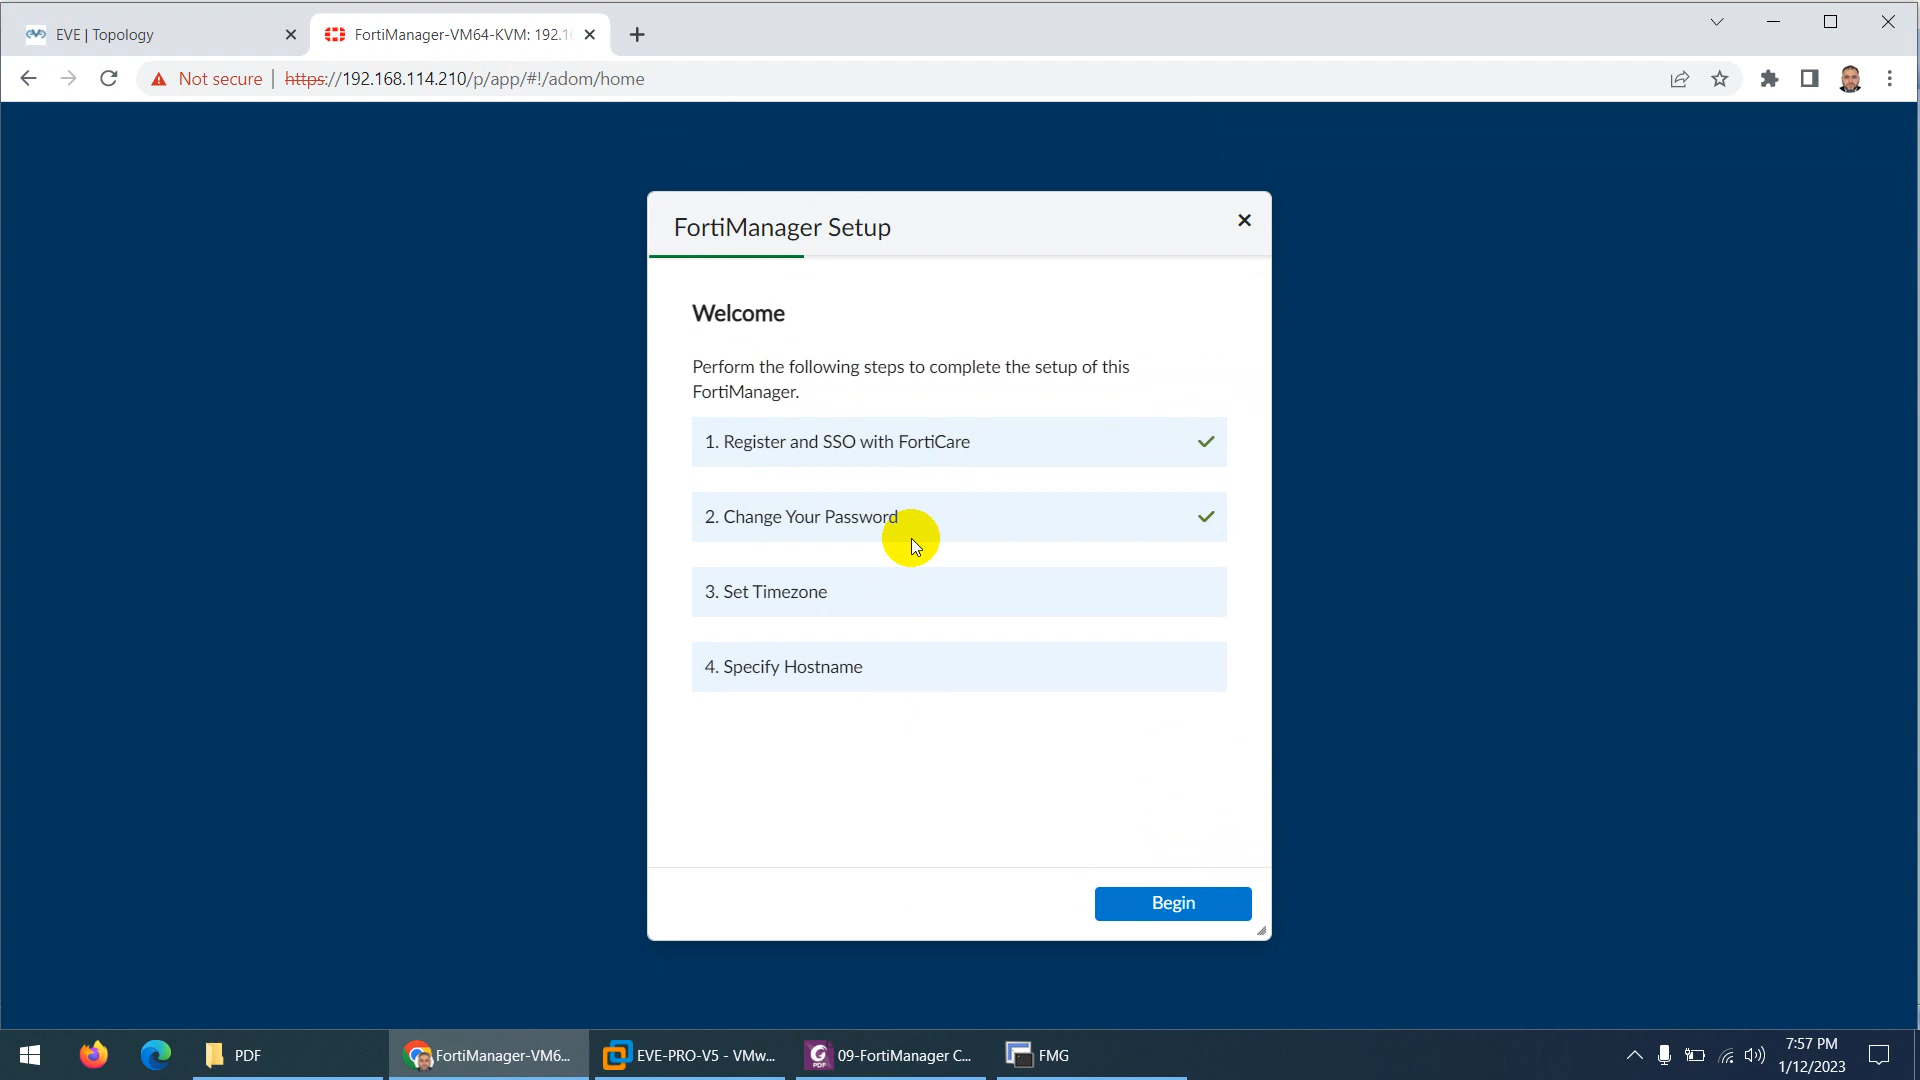 EVE | Topology
FortiManager-VM64-KVM: 192.1
Not secure
https://192.168.114.210/p/app/#!/adom/home
FortiManager Setup
Welcome
Perform the following steps to complete the setup of this
FortiManager.
1. Register and SSO with FortiCare
2. Change Your Password
3. Set Timezone
4. Specify Hostname
Begin
PDF
FortiManager-VM6...
EVE-PRO-V5 - VMw...
PDF
09-FortiManager C...
FMG
7:57 PM
1/12/2023